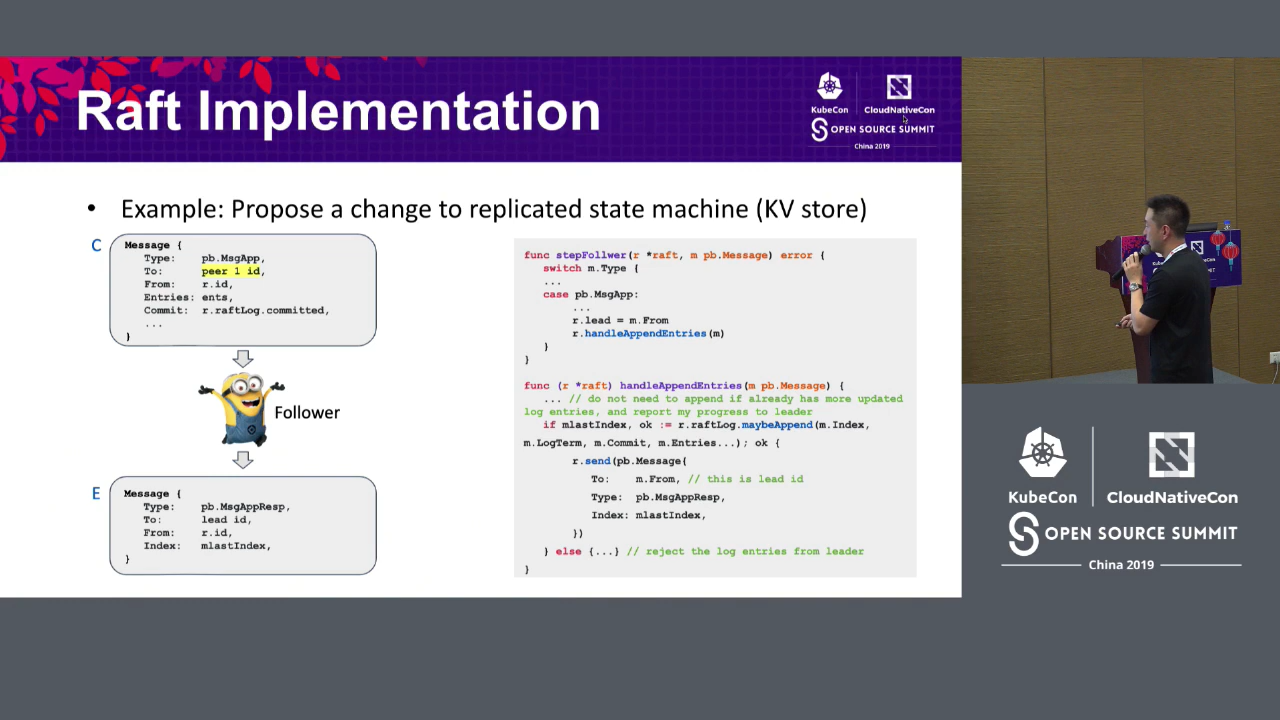 Raft Implementation
KubeCon
CloudNativeCon
OPEN SOURCE SUMMIT
China 2019
• Example: Propose a change to replicated state machine (KV store)
C
Message {
Type: pb.MsgApp,
To: peer 1 id,
From: r.id,
Entries: ents,
Commit: r.raftLog.committed,
...
}
Follower
E
Message {
Type: pb.MsgAppResp,
To: lead id,
From: r.id,
Index: mlastIndex,
}
func stepFollwer(r *raft, m pb.Message) error {
switch m.Type {
...
case pb.MsgApp:
...
r.lead = m.From
r.handleAppendEntries(m)
}
}
func (r *raft) handleAppendEntries(m pb.Message) {
... // do not need to append if already has more updated
log entries, and report my progress to leader
if mlastIndex, ok := r.raftLog.maybeAppend(m.Index,
m.LogTerm, m.Commit, m.Entries...); ok {
r.send(pb.Message{
To: m.From, // this is lead id
Type: pb.MsgAppResp,
Index: mlastIndex,
})
} else {...} // reject the log entries from leader
}
KubeCon
CloudNativeCon
OPEN SOURCE SUMMIT
China 2019